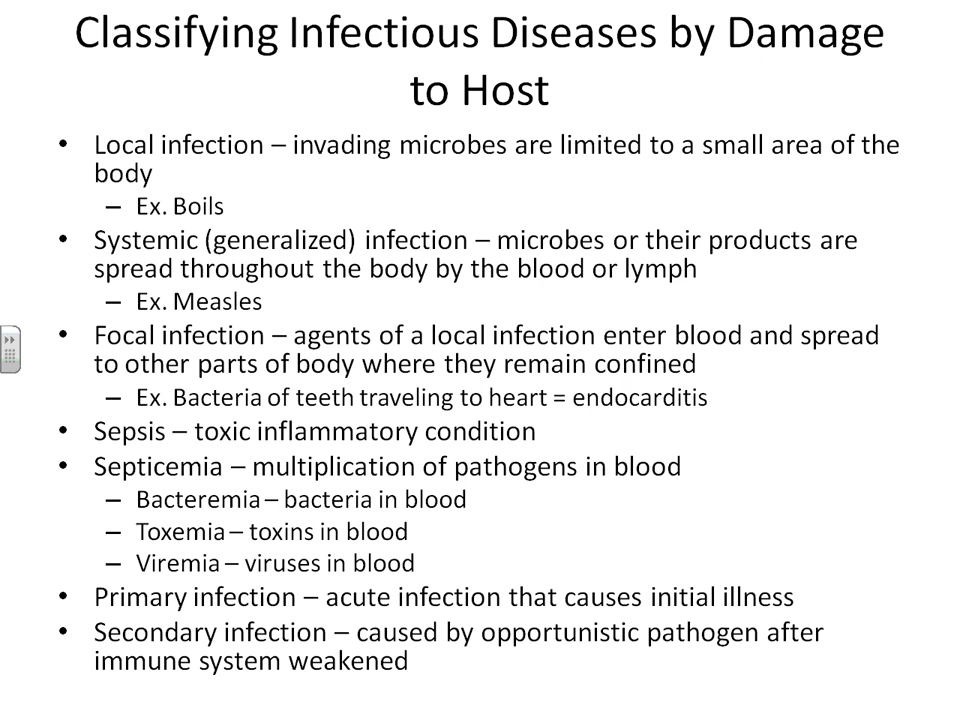 Classifying Infectious Diseases by Damage
to Host
• Local infection – invading microbes are limited to a small area of the
body
– Ex. Boils
• Systemic (generalized) infection – microbes or their products are
spread throughout the body by the blood or lymph
– Ex. Measles
• Focal infection – agents of a local infection enter blood and spread
to other parts of body where they remain confined
– Ex. Bacteria of teeth traveling to heart = endocarditis
• Sepsis – toxic inflammatory condition
• Septicemia – multiplication of pathogens in blood
– Bacteremia – bacteria in blood
– Toxemia – toxins in blood
– Viremia – viruses in blood
• Primary infection – acute infection that causes initial illness
• Secondary infection – caused by opportunistic pathogen after
immune system weakened